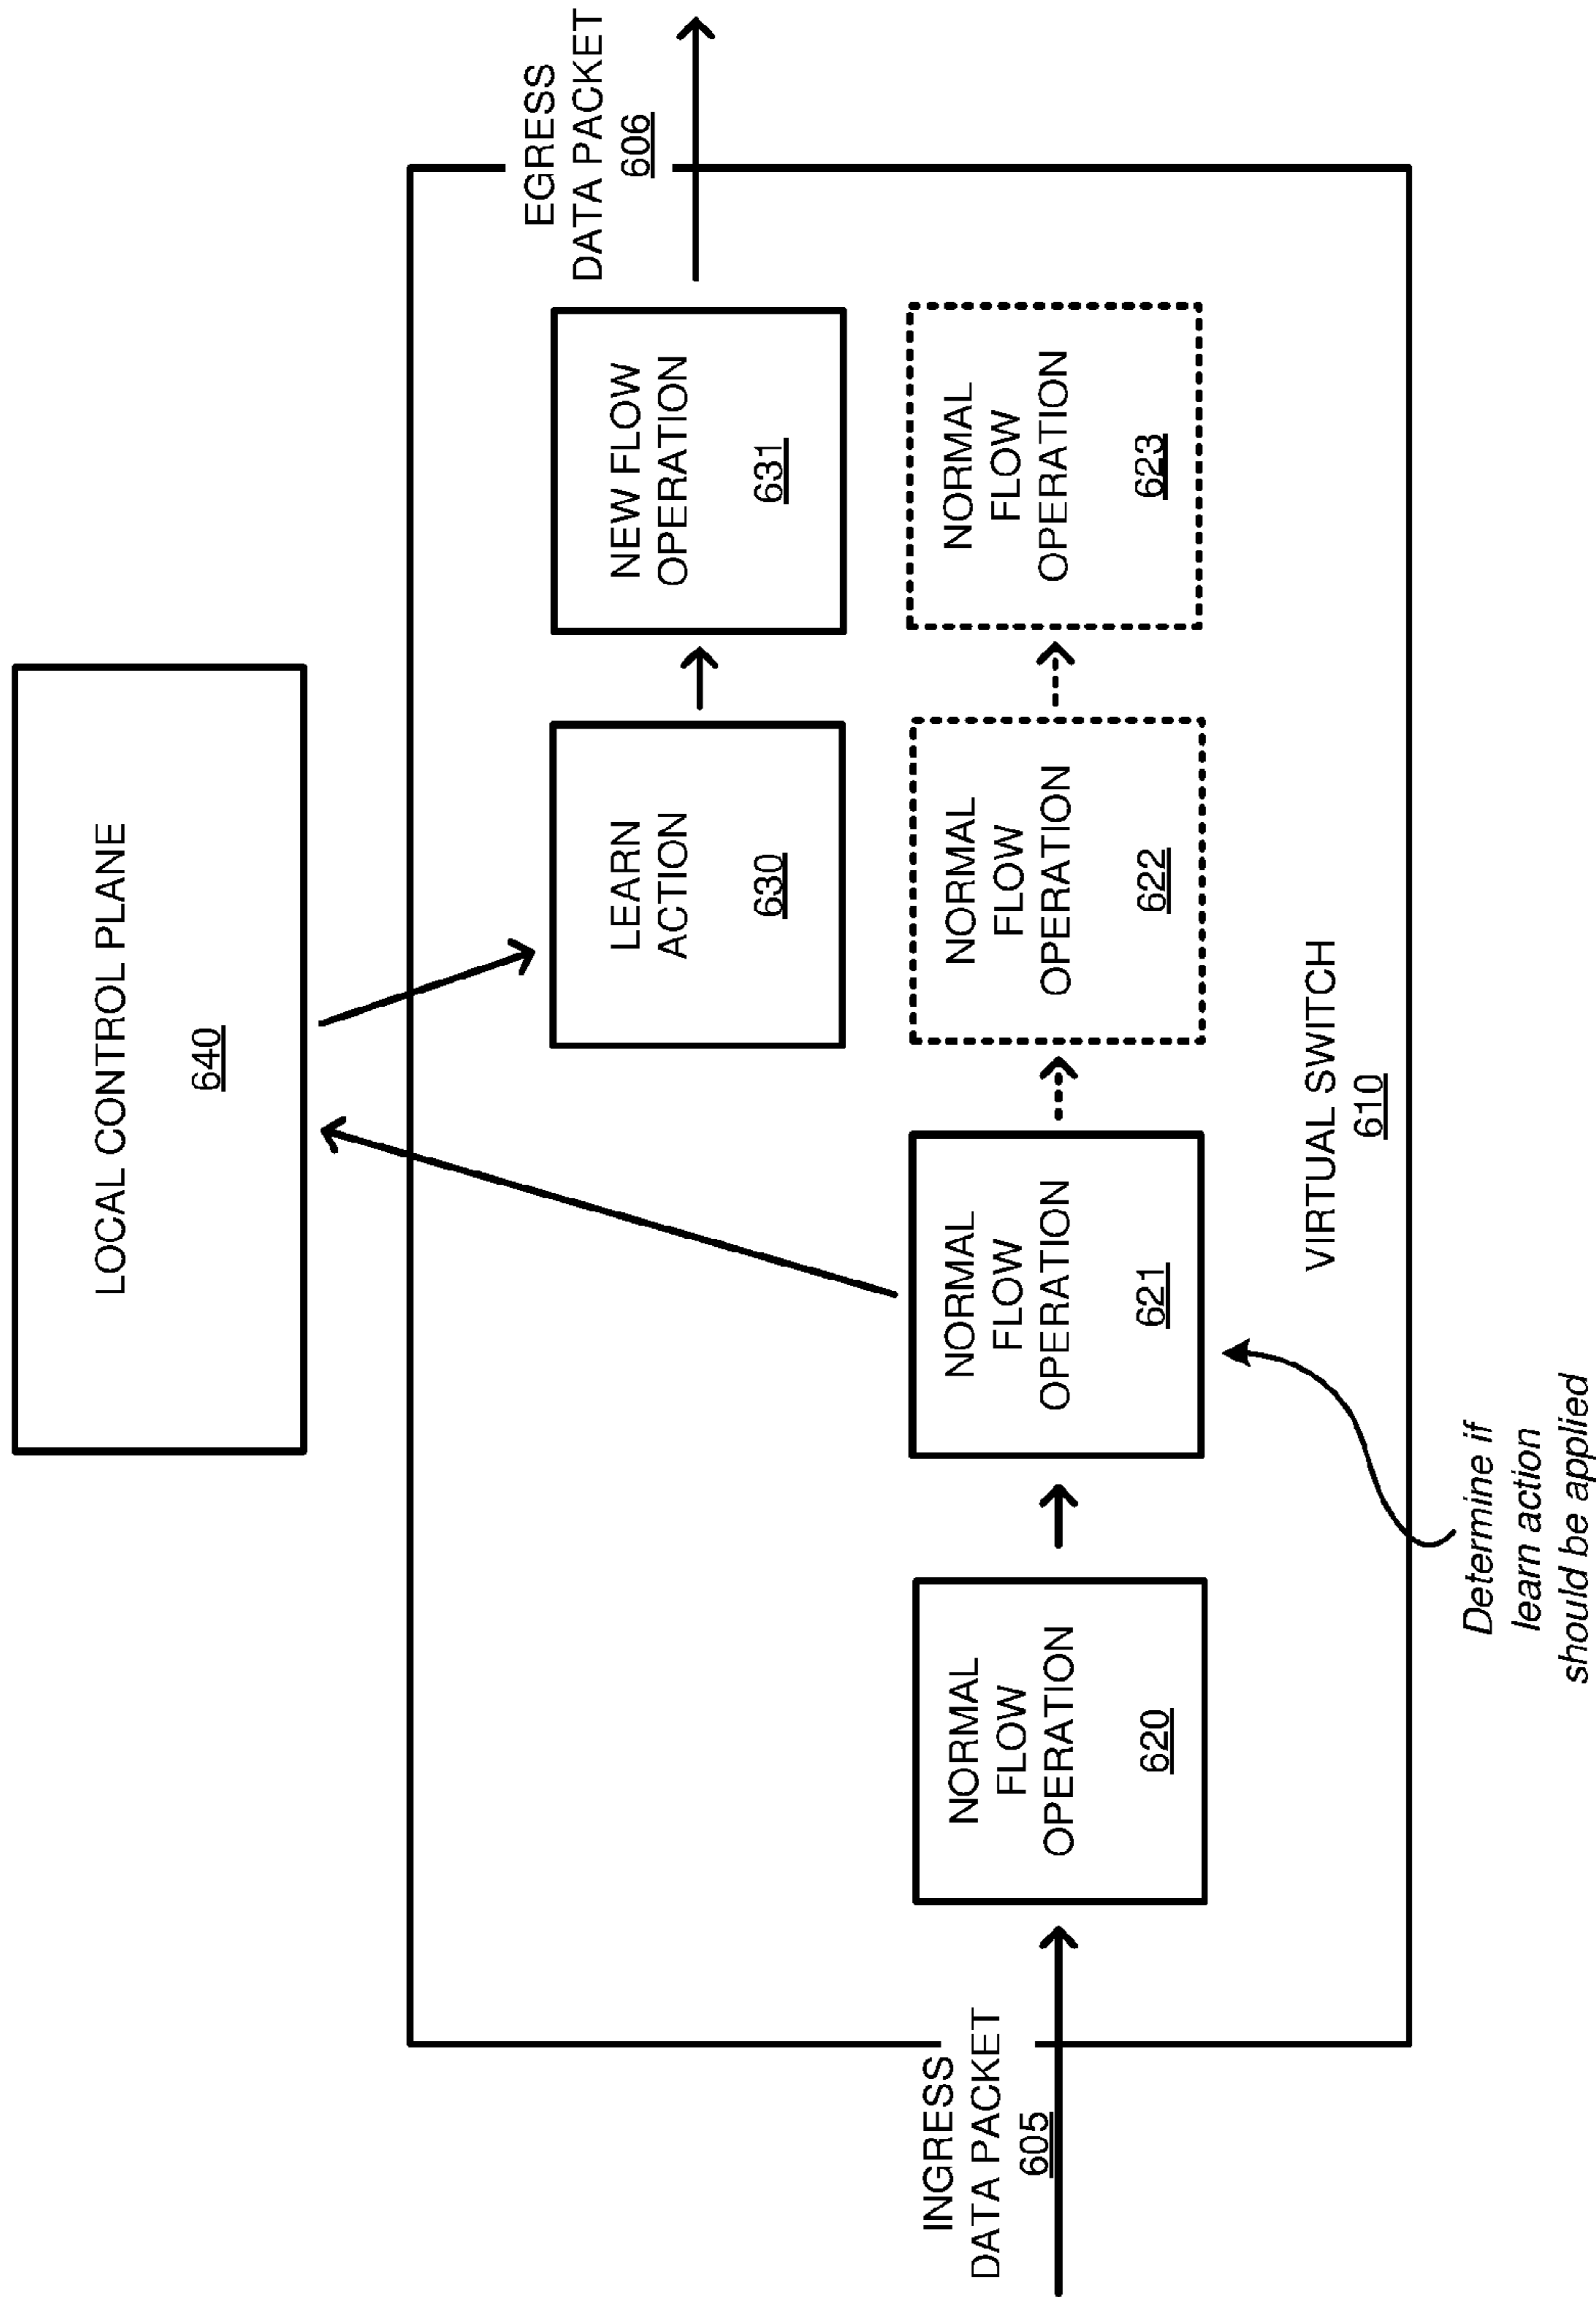 LOCAL CONTROL PLANE
640
EGRESS
DATA PACKET
606
LEARN
ACTION
630
NEW FLOW
OPERATION
631
INGRESS
DATA PACKET
605
NORMAL
FLOW
OPERATION
620
NORMAL
FLOW
OPERATION
621
NORMAL
FLOW
OPERATION
622
NORMAL
FLOW
OPERATION
623
VIRTUAL SWITCH
610
Determine if
learn action
should be applied